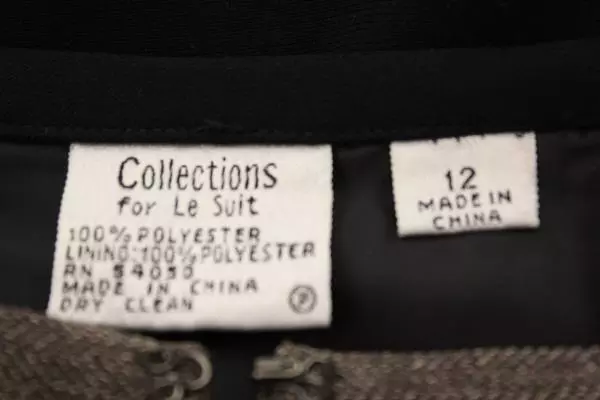 Collections
for Le Suit
100% POLYESTER
LINING: 100% POLYESTER
RN 54050
MADE IN CHINA
DRY CLEAN Ⓟ
12
MADE IN
CHINA